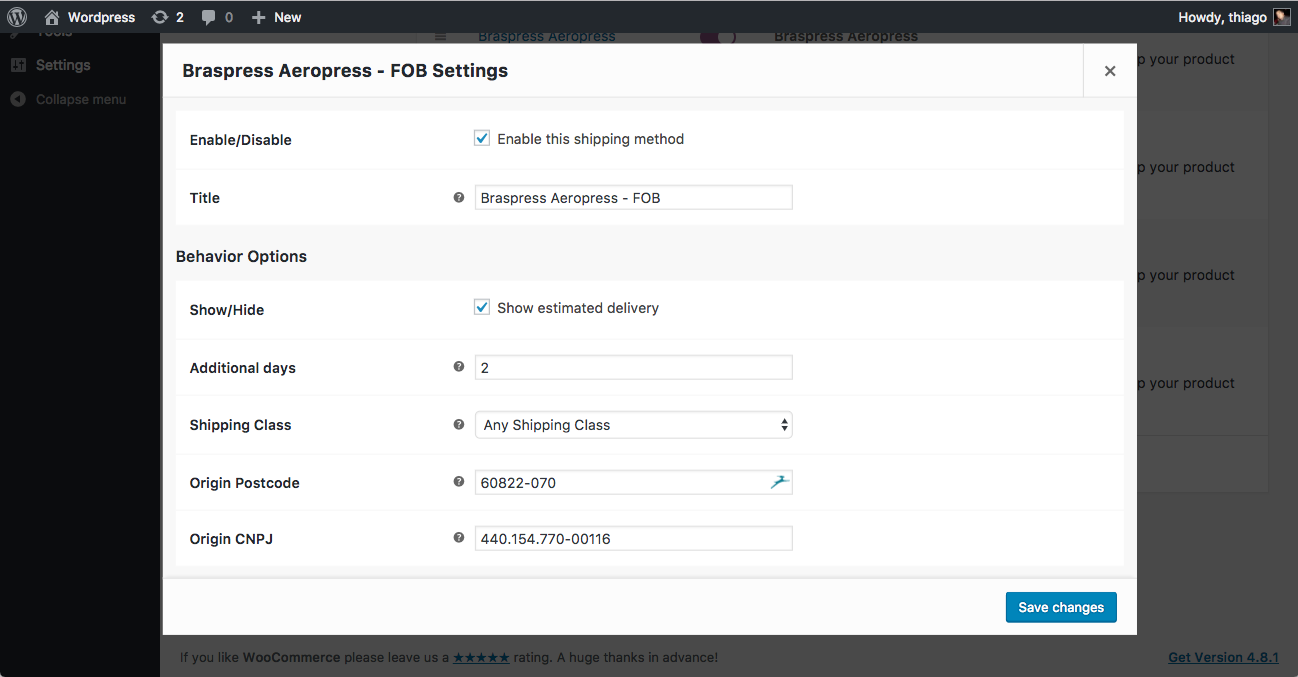 Wordpress 2 0 New Howdy, thiago
Tools
Settings
Collapse menu
Braspress Aeropress Braspress Aeropress
p your product
p your product
p your product
p your product
Braspress Aeropress - FOB Settings
Enable/Disable Enable this shipping method
Title Braspress Aeropress - FOB
Behavior Options
Show/Hide Show estimated delivery
Additional days 2
Shipping Class Any Shipping Class
Origin Postcode 60822-070
Origin CNPJ 440.154.770-00116
Save changes
If you like WooCommerce please leave us a ★★★★★ rating. A huge thanks in advance! Get Version 4.8.1